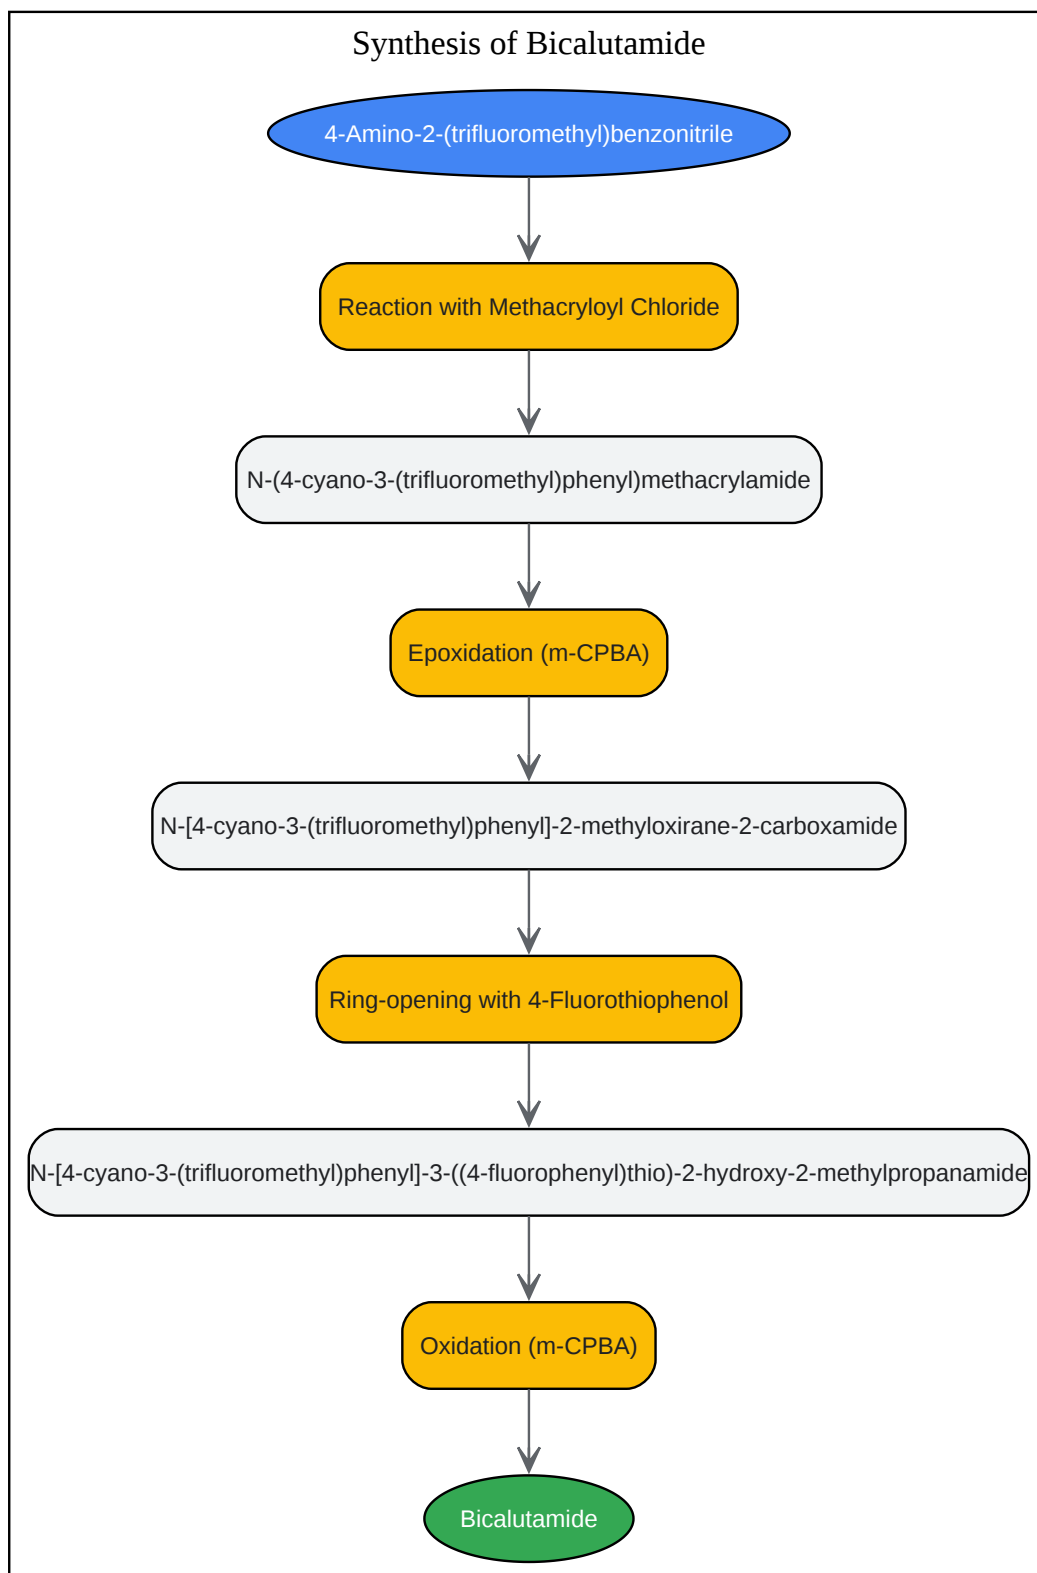 Synthesis of Bicalutamide
4-Amino-2-(trifluoromethyl)benzonitrile
Reaction with Methacryloyl Chloride
N-(4-cyano-3-(trifluoromethyl)phenyl)methacrylamide
Epoxidation (m-CPBA)
N-[4-cyano-3-(trifluoromethyl)phenyl]-2-methyloxirane-2-carboxamide
Ring-opening with 4-Fluorothiophenol
N-[4-cyano-3-(trifluoromethyl)phenyl]-3-((4-fluorophenyl)thio)-2-hydroxy-2-methylpropanamide
Oxidation (m-CPBA)
Bicalutamide